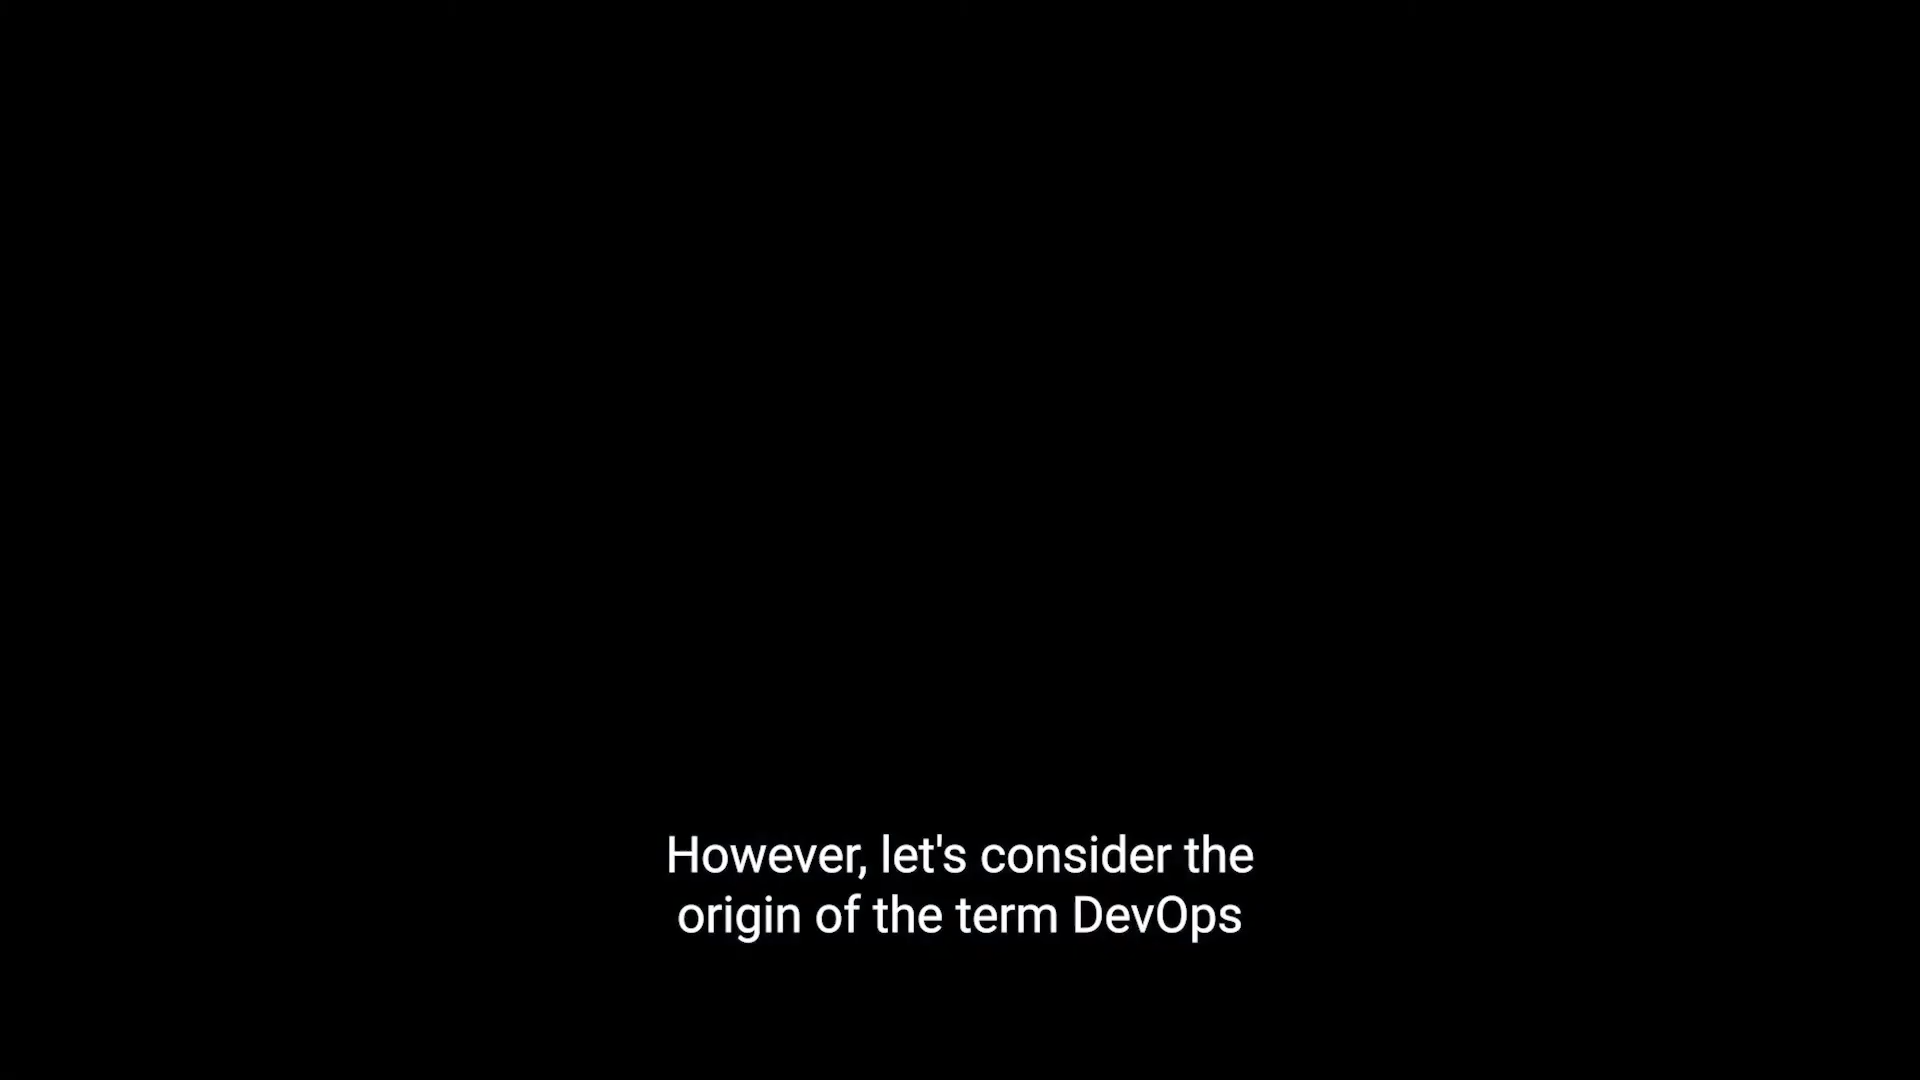 However, let's consider the
origin of the term DevOps